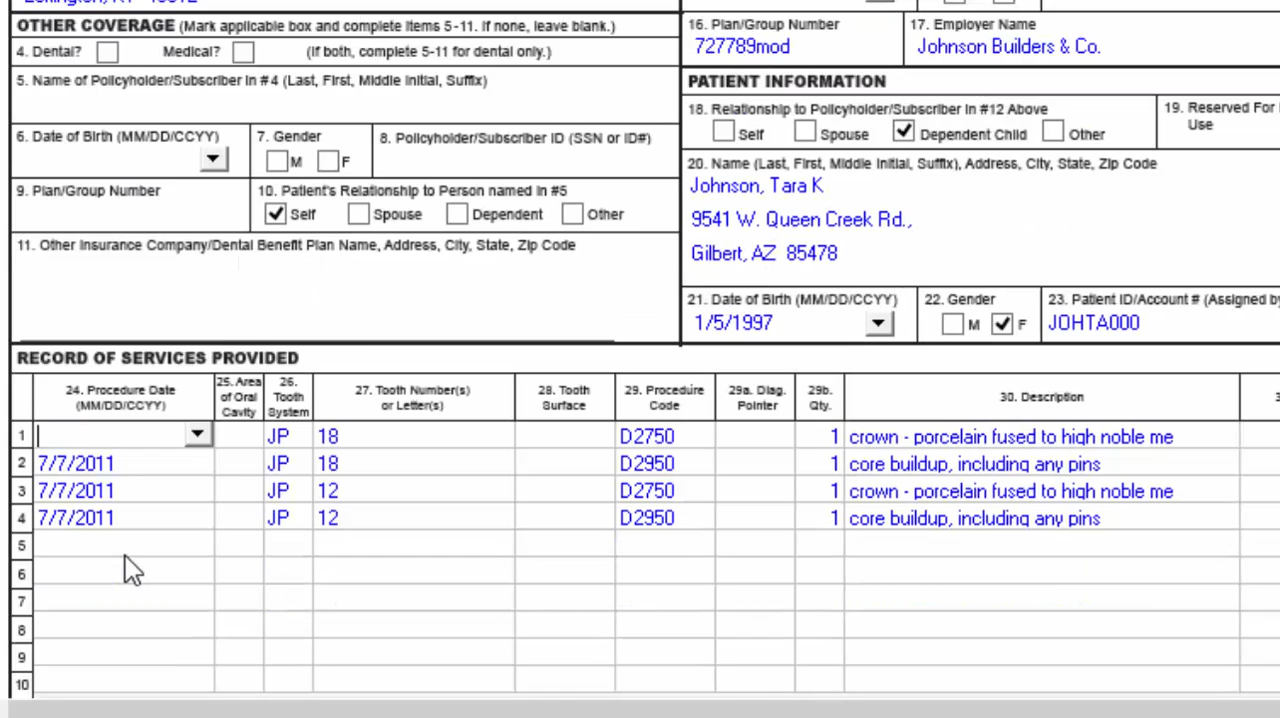 OTHER COVERAGE (Mark applicable box and complete items 5-11. If none, leave blank.)
4. Dental? Medical? (If both, complete 5-11 for dental only.)
5. Name of Policyholder/Subscriber in #4 (Last, First, Middle Initial, Suffix)
6. Date of Birth (MM/DD/CCYY)
7. Gender
M F
8. Policyholder/Subscriber ID (SSN or ID#)
9. Plan/Group Number
10. Patient's Relationship to Person named in #5
Self Spouse Dependent Other
11. Other Insurance Company/Dental Benefit Plan Name, Address, City, State, Zip Code
16. Plan/Group Number
727789mod
17. Employer Name
Johnson Builders & Co.
PATIENT INFORMATION
18. Relationship to Policyholder/Subscriber in #12 Above
Self Spouse Dependent Child Other
19. Reserved For
Use
20. Name (Last, First, Middle Initial, Suffix), Address, City, State, Zip Code
Johnson, Tara K
9541 W. Queen Creek Rd.,
Gilbert, AZ 85478
21. Date of Birth (MM/DD/CCYY)
1/5/1997
22. Gender
M F
23. Patient ID/Account # (Assigned by
JOHTA000
RECORD OF SERVICES PROVIDED
24. Procedure Date
(MM/DD/CCYY)
25. Area
of Oral
Cavity
26.
Tooth
System
27. Tooth Number(s)
or Letter(s)
28. Tooth
Surface
29. Procedure
Code
29a. Diag.
Pointer
29b.
Qty.
30. Description
1 JP 18 D2750 1 crown - porcelain fused to high noble me
2 7/7/2011 JP 18 D2950 1 core buildup, including any pins
3 7/7/2011 JP 12 D2750 1 crown - porcelain fused to high noble me
4 7/7/2011 JP 12 D2950 1 core buildup, including any pins
5
6
7
8
9
10